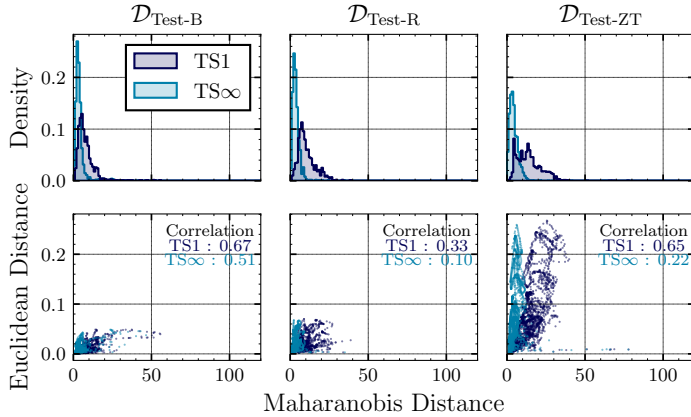 𝒟Test-B 𝒟Test-R 𝒟Test-ZT
Density
0.2
0.1
0.0
TS1
TS∞
Euclidean Distance
0.2
0.1
0.0
Correlation
TS1 : 0.67
TS∞ : 0.51
Correlation
TS1 : 0.33
TS∞ : 0.10
Correlation
TS1 : 0.65
TS∞ : 0.22
0 50 100 0 50 100 0 50 100
Maharanobis Distance